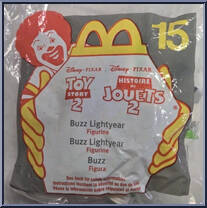 15
DISNEY · PIXAR
TOY
STORY
2
DISNEY · PIXAR
HISTOIRE
DE
JOUETS
2
Buzz Lightyear
Figurine
Buzz Lightyear
Figurine
Buzz
Figura